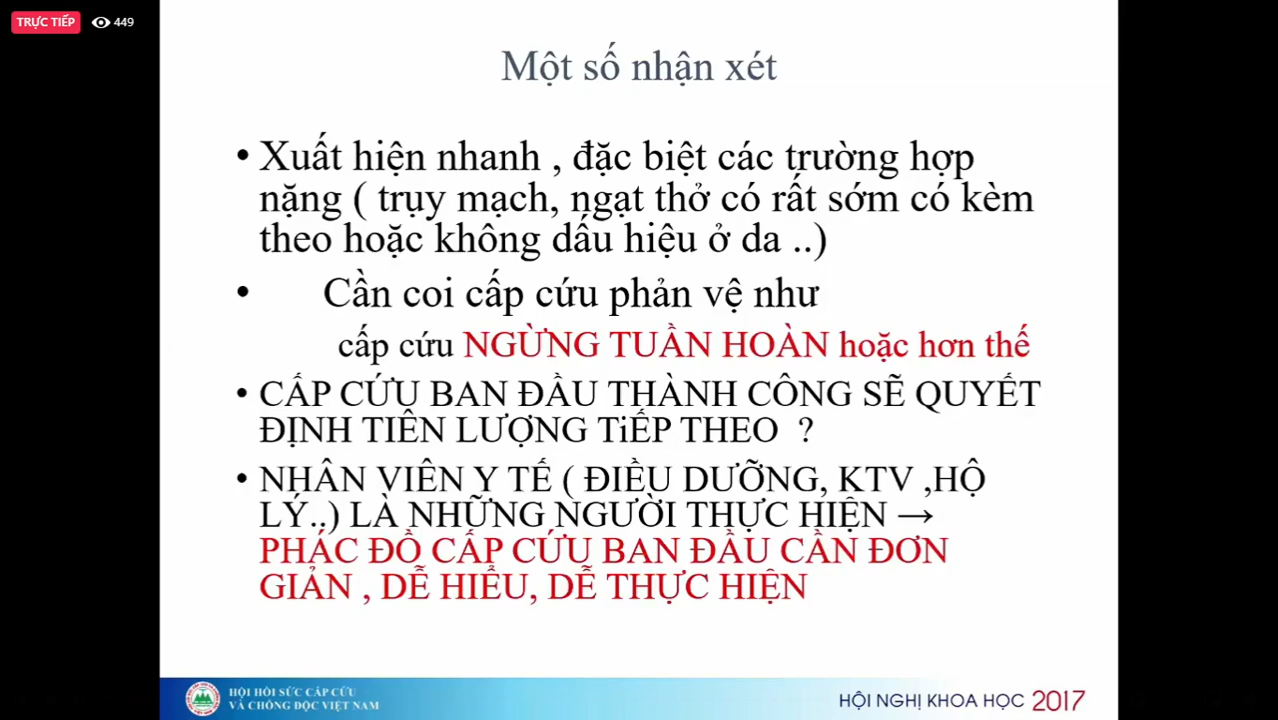 TRỰC TIẾP
449
Một số nhận xét
• Xuất hiện nhanh , đặc biệt các trường hợp
nặng ( trụy mạch, ngạt thở có rất sớm có kèm
theo hoặc không dấu hiệu ở da ..)
• Cần coi cấp cứu phản vệ như
cấp cứu NGỪNG TUẦN HOÀN hoặc hơn thế
• CẤP CỨU BAN ĐẦU THÀNH CÔNG SẼ QUYẾT
ĐỊNH TIÊN LƯỢNG TiẾP THEO ?
• NHÂN VIÊN Y TẾ ( ĐIỀU DƯỠNG, KTV ,HỘ
LÝ..) LÀ NHỮNG NGƯỜI THỰC HIỆN →
PHÁC ĐỒ CẤP CỨU BAN ĐẦU CẦN ĐƠN
GIẢN , DỄ HIỂU, DỄ THỰC HIỆN
HỘI HỒI SỨC CẤP CỨU
VÀ CHỐNG ĐỘC VIỆT NAM
HỘI NGHỊ KHOA HỌC 2017